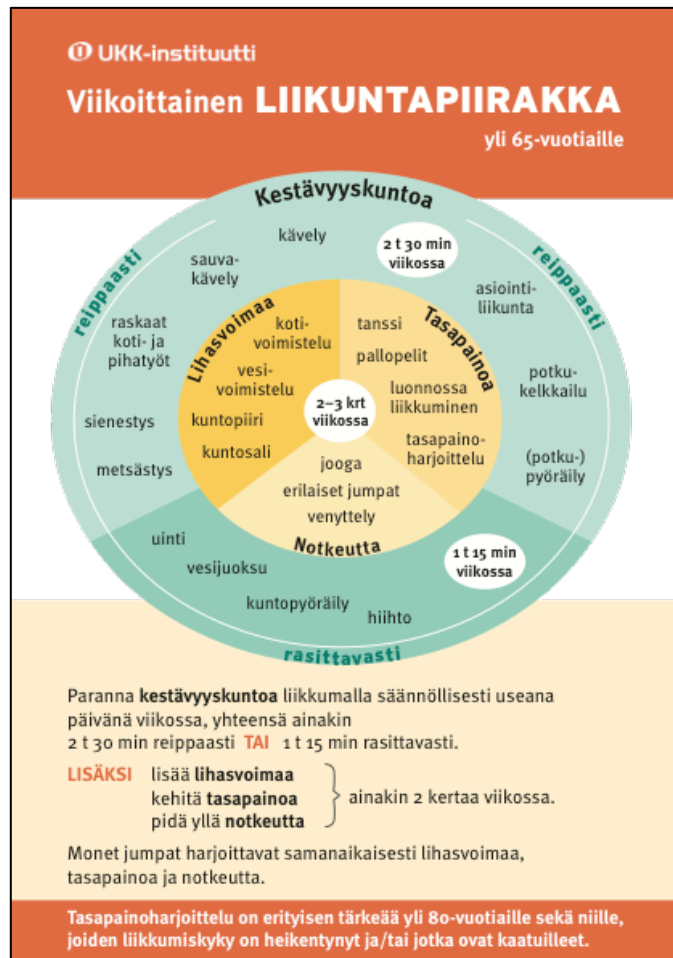 UKK-instituutti
Viikoittainen LIIKUNTAPIIRAKKA
yli 65-vuotiaille
Kestävyyskuntoa
reippaasti
reippaasti
kävely
2 t 30 min
viikossa
sauva-
kävely
asiointi-
liikunta
raskaat
koti- ja
pihatyöt
potku-
kelkkailu
sienestys
metsästys
(potku-)
pyöräily
Lihasvoimaa
koti-
voimistelu
vesi-
voimistelu
kuntopiiri
kuntosali
Tasapainoa
tanssi
pallopelit
luonnossa
liikkuminen
tasapaino-
harjoittelu
2–3 krt
viikossa
jooga
erilaiset jumpat
venyttely
Notkeutta
uinti
vesijuoksu
kuntopyöräily
hiihto
1 t 15 min
viikossa
rasittavasti
Paranna kestävyyskuntoa liikkumalla säännöllisesti useana
päivänä viikossa, yhteensä ainakin
2 t 30 min reippaasti TAI 1 t 15 min rasittavasti.
LISÄKSI lisää lihasvoimaa
kehitä tasapainoa
pidä yllä notkeutta
ainakin 2 kertaa viikossa.
Monet jumpat harjoittavat samanaikaisesti lihasvoimaa,
tasapainoa ja notkeutta.
Tasapainoharjoittelu on erityisen tärkeää yli 80-vuotiaille sekä niille,
joiden liikkumiskyky on heikentynyt ja/tai jotka ovat kaatuilleet.